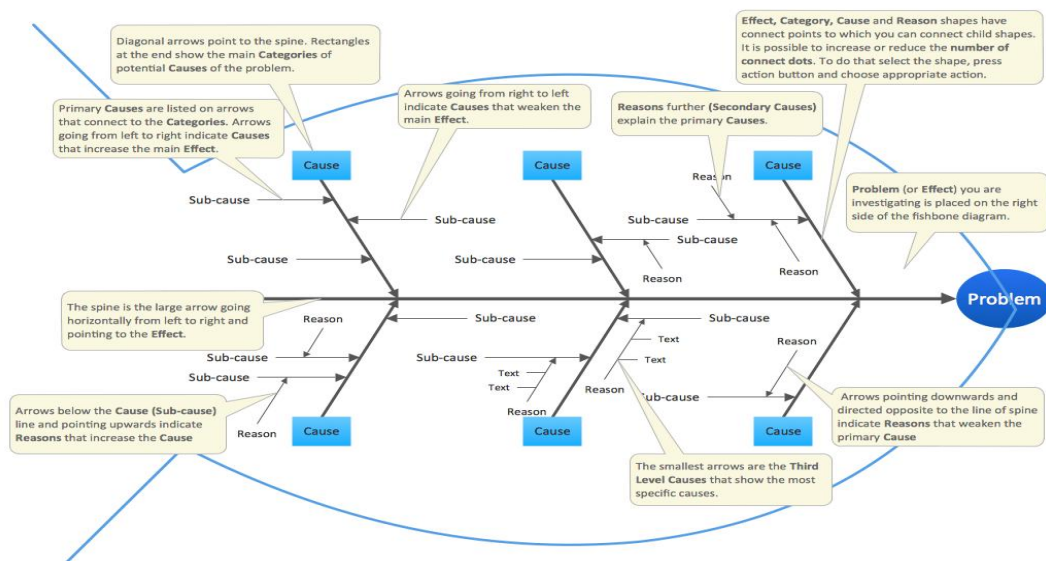 Diagonal arrows point to the spine. Rectangles
at the end show the main Categories of
potential Causes of the problem.
Effect, Category, Cause and Reason shapes have
connect points to which you can connect child shapes.
It is possible to increase or reduce the number of
connect dots. To do that select the shape, press
action button and choose appropriate action.
Primary Causes are listed on arrows
that connect to the Categories. Arrows
going from left to right indicate Causes
that increase the main Effect.
Arrows going from right to left
indicate Causes that weaken the
main Effect.
Reasons further (Secondary Causes)
explain the primary Causes.
Cause
Cause
Cause
Reason
Sub-cause
Sub-cause
Sub-cause
Sub-cause
Sub-cause
Sub-cause
Reason
Reason
Problem (or Effect) you are
investigating is placed on the right
side of the fishbone diagram.
Problem
The spine is the large arrow going
horizontally from left to right and
pointing to the Effect.
Reason
Sub-cause
Sub-cause
Reason
Sub-cause
Text
Text
Sub-cause
Sub-cause
Text
Text
Reason
Reason
Sub-cause
Sub-cause
Reason
Arrows below the Cause (Sub-cause)
line and pointing upwards indicate
Reasons that increase the Cause
Arrows pointing downwards and
directed opposite to the line of spine
indicate Reasons that weaken the
primary Cause
Cause
Cause
Cause
The smallest arrows are the Third
Level Causes that show the most
specific causes.